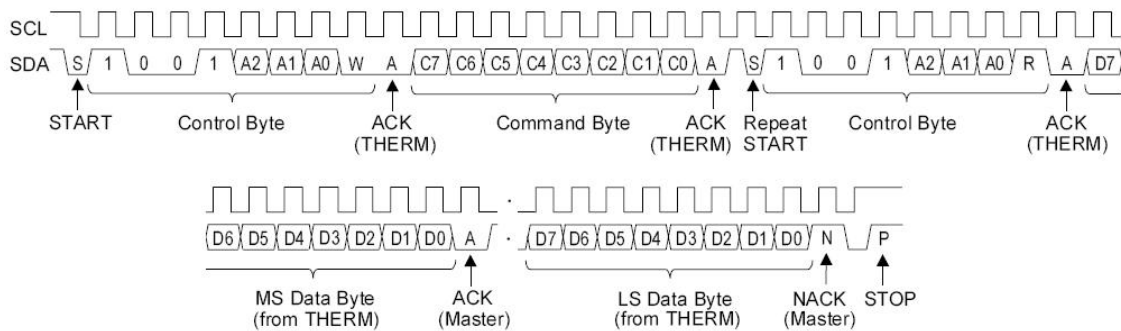 SCL
SDA S 1 0 0 1 A2 A1 A0 W A C7 C6 C5 C4 C3 C2 C1 C0 A S 1 0 0 1 A2 A1 A0 R A D7
START Control Byte ACK Command Byte ACK Repeat Control Byte ACK
(THERM) (THERM) START (THERM)
D6 D5 D4 D3 D2 D1 D0 A · D7 D6 D5 D4 D3 D2 D1 D0 N P
MS Data Byte ACK LS Data Byte NACK STOP
(from THERM) (Master) (from THERM) (Master)